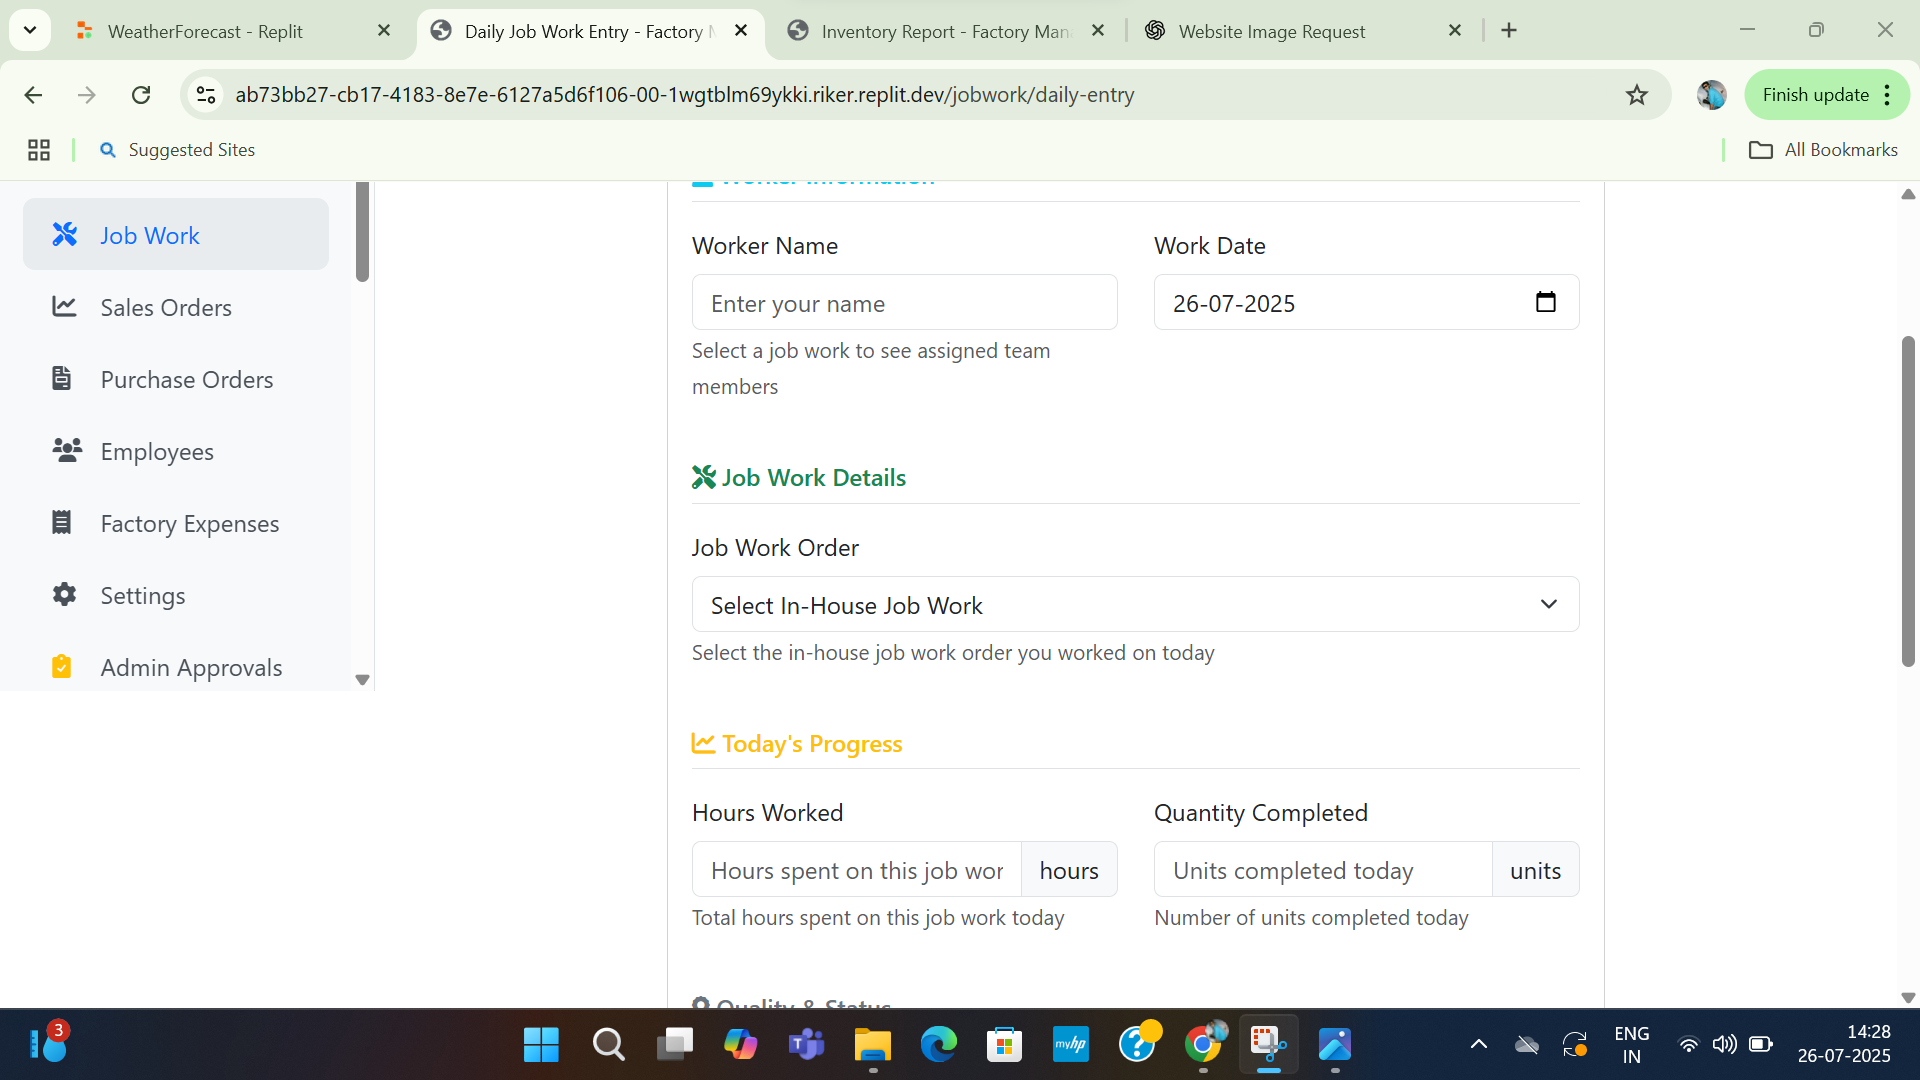 WeatherForecast - Replit
Daily Job Work Entry - Factory
Inventory Report - Factory Man
Website Image Request
ab73bb27-cb17-4183-8e7e-6127a5d6f106-00-1wgtblm69ykki.riker.replit.dev/jobwork/daily-entry
Finish update
Suggested Sites
All Bookmarks
Job Work
Sales Orders
Purchase Orders
Employees
Factory Expenses
Settings
Admin Approvals
Worker Information
Worker Name
Work Date
Enter your name
26-07-2025
Select a job work to see assigned team
members
Job Work Details
Job Work Order
Select In-House Job Work
Select the in-house job work order you worked on today
Today's Progress
Hours Worked
Quantity Completed
Hours spent on this job wor
hours
Units completed today
units
Total hours spent on this job work today
Number of units completed today
Quality & Status
3
myhp
ENG
IN
14:28
26-07-2025